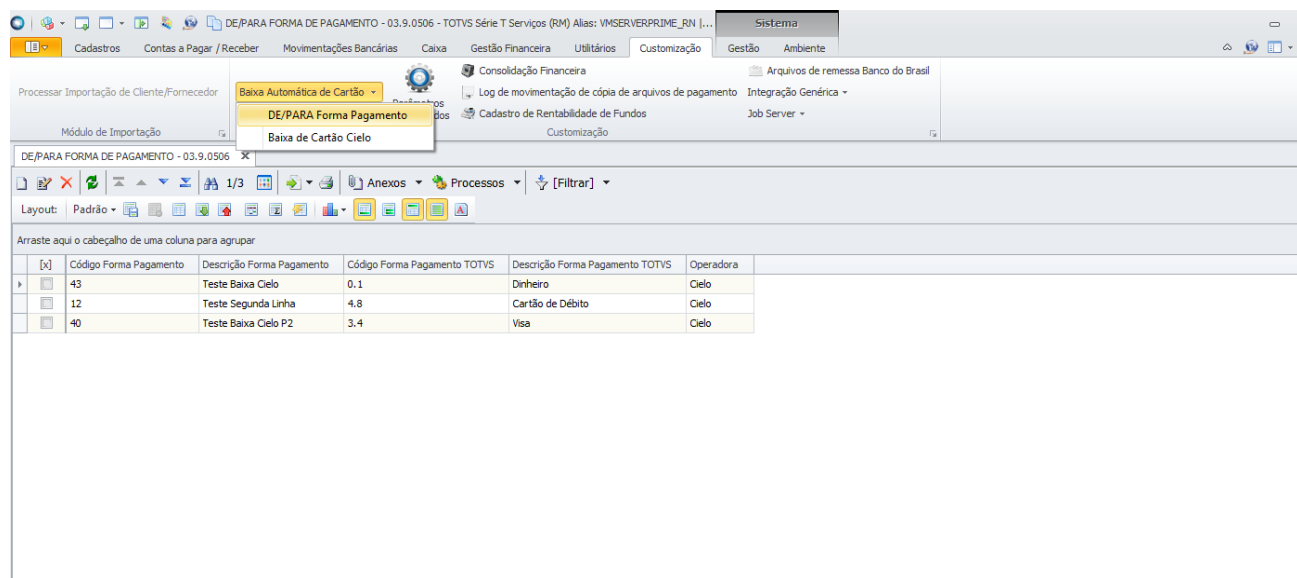 DE/PARA FORMA DE PAGAMENTO - 03.9.0506 - TOTVS Série T Serviços (RM) Alias: VMSERVERPRIME_RN |...
Sistema
Cadastros Contas a Pagar / Receber Movimentações Bancárias Caixa Gestão Financeira Utilitários Customização Gestão Ambiente
Consolidação Financeira Arquivos de remessa Banco do Brasil
Processar Importação de Cliente/Fornecedor Baixa Automática de Cartão Log de movimentação de cópia de arquivos de pagamento Integração Genérica
DE/PARA Forma Pagamento Cadastro de Rentabilidade de Fundos Job Server
Módulo de Importação Baixa de Cartão Cielo Customização
DE/PARA FORMA DE PAGAMENTO - 03.9.0506
1/3 Anexos Processos [Filtrar]
Layout: Padrão
Arraste aqui o cabeçalho de uma coluna para agrupar
[x] Código Forma Pagamento Descrição Forma Pagamento Código Forma Pagamento TOTVS Descrição Forma Pagamento TOTVS Operadora
43 Teste Baixa Cielo 0.1 Dinheiro Cielo
12 Teste Segunda Linha 4.8 Cartão de Débito Cielo
40 Teste Baixa Cielo P2 3.4 Visa Cielo